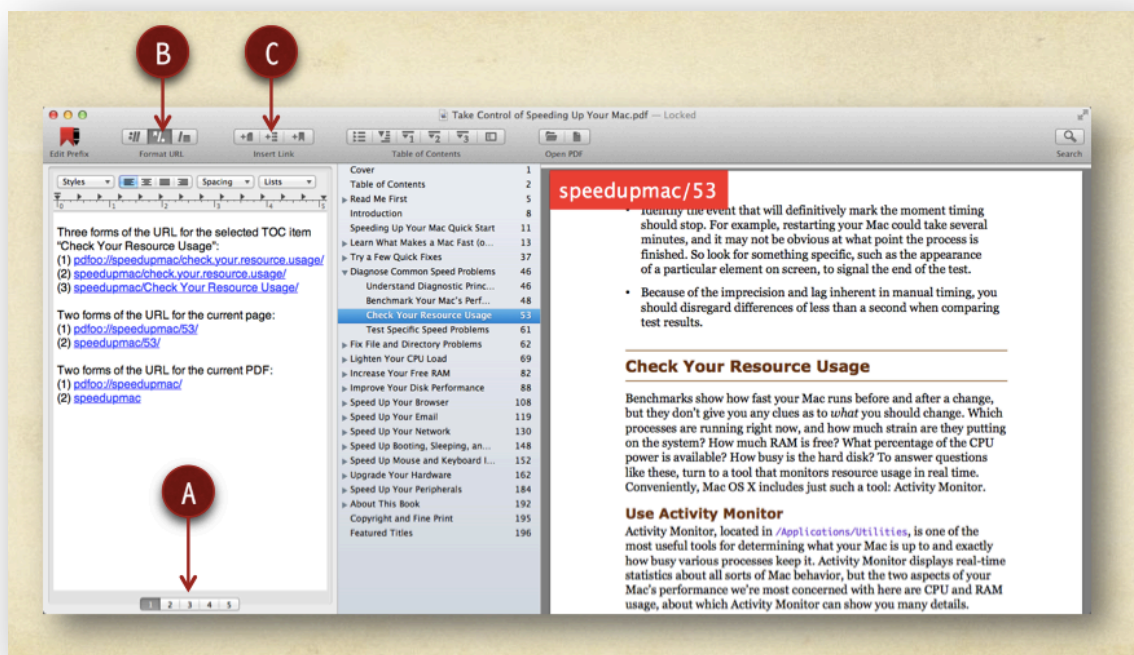 B
C
Take Control of Speeding Up Your Mac.pdf — Locked
Edit Prefix
Format URL
Insert Link
Table of Contents
Open PDF
Search
Styles
Spacing
Lists
0 1 2 3 4 5
Three forms of the URL for the selected TOC item
"Check Your Resource Usage":
(1) pdfoo://speedupmac/check.your.resource.usage/
(2) speedupmac/check.your.resource.usage/
(3) speedupmac/Check Your Resource Usage/
Two forms of the URL for the current page:
(1) pdfoo://speedupmac/53/
(2) speedupmac/53/
Two forms of the URL for the current PDF:
(1) pdfoo://speedupmac/
(2) speedupmac
A
1 2 3 4 5
Cover 1
Table of Contents 2
Read Me First 5
Introduction 8
Speeding Up Your Mac Quick Start 11
Learn What Makes a Mac Fast (o... 13
Try a Few Quick Fixes 37
Diagnose Common Speed Problems 46
Understand Diagnostic Princ... 46
Benchmark Your Mac's Perf... 48
Check Your Resource Usage 53
Test Specific Speed Problems 61
Fix File and Directory Problems 62
Lighten Your CPU Load 69
Increase Your Free RAM 82
Improve Your Disk Performance 88
Speed Up Your Browser 108
Speed Up Your Email 119
Speed Up Your Network 130
Speed Up Booting, Sleeping, an... 148
Speed Up Mouse and Keyboard I... 152
Upgrade Your Hardware 162
Speed Up Your Peripherals 184
About This Book 192
Copyright and Fine Print 195
Featured Titles 196
speedupmac/53
• Identify the event that will definitively mark the moment timing
should stop. For example, restarting your Mac could take several
minutes, and it may not be obvious at what point the process is
finished. So look for something specific, such as the appearance
of a particular element on screen, to signal the end of the test.
• Because of the imprecision and lag inherent in manual timing, you
should disregard differences of less than a second when comparing
test results.
Check Your Resource Usage
Benchmarks show how fast your Mac runs before and after a change,
but they don't give you any clues as to what you should change. Which
processes are running right now, and how much strain are they putting
on the system? How much RAM is free? What percentage of the CPU
power is available? How busy is the hard disk? To answer questions
like these, turn to a tool that monitors resource usage in real time.
Conveniently, Mac OS X includes just such a tool: Activity Monitor.
Use Activity Monitor
Activity Monitor, located in /Applications/Utilities, is one of the
most useful tools for determining what your Mac is up to and exactly
how busy various processes keep it. Activity Monitor displays real-time
statistics about all sorts of Mac behavior, but the two aspects of your
Mac's performance we're most concerned with here are CPU and RAM
usage, about which Activity Monitor can show you many details.